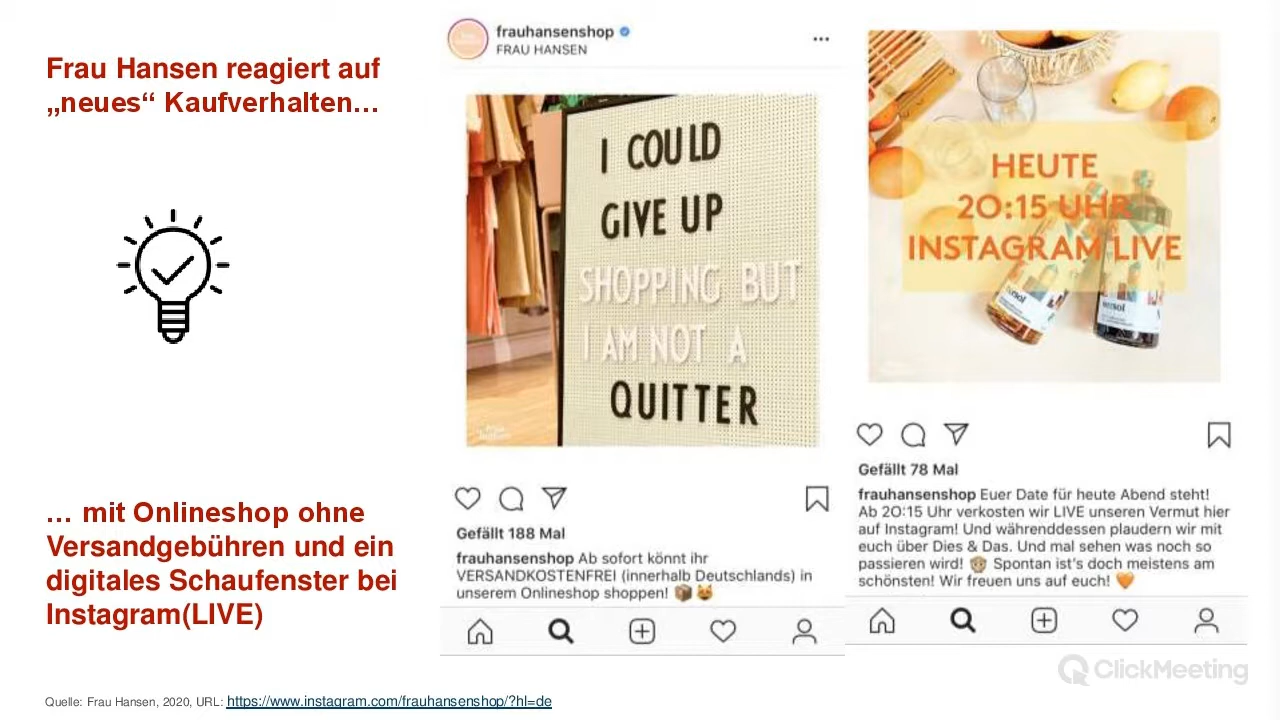 Frau Hansen reagiert auf
„neues“ Kaufverhalten…
… mit Onlineshop ohne
Versandgebühren und ein
digitales Schaufenster bei
Instagram(LIVE)
frauhansenshop
FRAU HANSEN
I COULD
GIVE UP
SHOPPING BUT
I AM NOT A
QUITTER
Gefällt 188 Mal
frauhansenshop Ab sofort könnt ihr
VERSANDKOSTENFREI (innerhalb Deutschlands) in
unserem Onlineshop shoppen! 📦😻
HEUTE
20:15 UHR
INSTAGRAM LIVE
Gefällt 78 Mal
frauhansenshop Euer Date für heute Abend steht!
Ab 20:15 Uhr verkosten wir LIVE unseren Vermut hier
auf Instagram! Und währenddessen plaudern wir mit
euch über Dies & Das. Und mal sehen was noch so
passieren wird! 🙊 Spontan ist's doch meistens am
schönsten! Wir freuen uns auf euch! 🧡
ClickMeeting
Quelle: Frau Hansen, 2020, URL: https://www.instagram.com/frauhansenshop/?hl=de